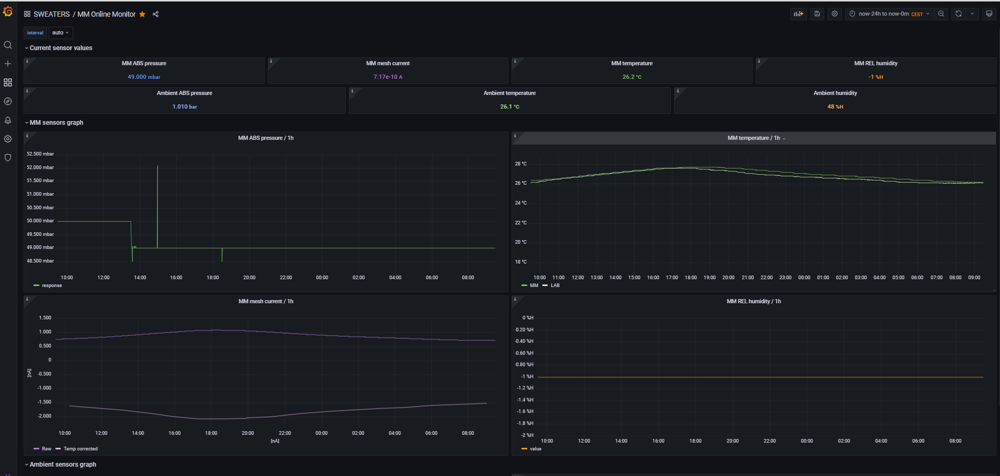 SWEATERS / MM Online Monitor
now-24h to now-0m CEST
interval auto
Current sensor values
MM ABS pressure
49.000 mbar
MM mesh current
7.17e-10 A
MM temperature
26.2 °C
MM REL humidity
-1 %H
Ambient ABS pressure
1.010 bar
Ambient temperature
26.1 °C
Ambient humidity
48 %H
MM sensors graph
MM ABS pressure / 1h
52.500 mbar
52.000 mbar
51.500 mbar
51.000 mbar
50.500 mbar
50.000 mbar
49.500 mbar
49.000 mbar
48.500 mbar
10:00 12:00 14:00 16:00 18:00 20:00 22:00 00:00 02:00 04:00 06:00 08:00
response
MM temperature / 1h
28 °C
26 °C
24 °C
22 °C
20 °C
18 °C
10:00 11:00 12:00 13:00 14:00 15:00 16:00 17:00 18:00 19:00 20:00 21:00 22:00 23:00 00:00 01:00 02:00 03:00 04:00 05:00 06:00 07:00 08:00 09:00
MM LAB
MM mesh current / 1h
1.500
1.000
0.500
0
-0.500
-1.000
-1.500
-2.000
[nA]
10:00 12:00 14:00 16:00 18:00 20:00 22:00 00:00 02:00 04:00 06:00 08:00
[nA]
Raw Temp corrected
MM REL humidity / 1h
0 %H
-0.20 %H
-0.40 %H
-0.60 %H
-0.80 %H
-1 %H
-1.2 %H
-1.4 %H
-1.6 %H
-1.8 %H
-2 %H
10:00 12:00 14:00 16:00 18:00 20:00 22:00 00:00 02:00 04:00 06:00 08:00
value
Ambient sensors graph